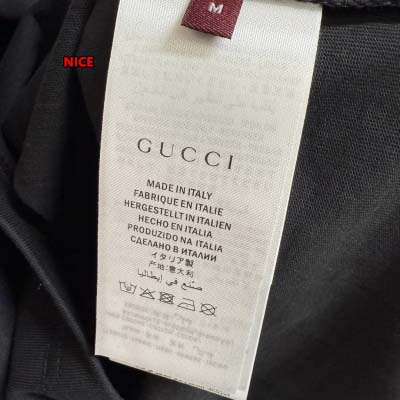 M
NICE
GUCCI
MADE IN ITALY
FABRIQUE EN ITALIE
HERGESTELLT IN ITALIEN
HECHO EN ITALIA
PRODUZIDO NA ITALIA
СДЕЛАНО В ИТАЛИИ
イタリア製
产地:意大利
صنع في إيطاليا